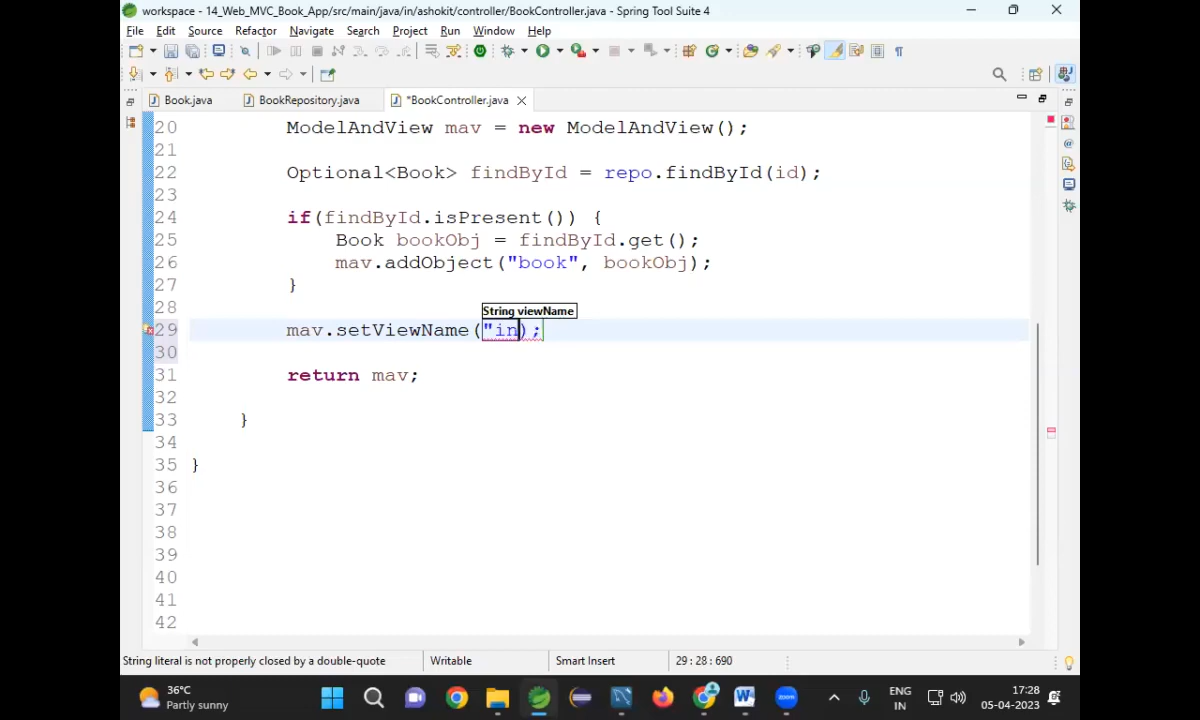 workspace - 14_Web_MVC_Book_App/src/main/java/in/ashokit/controller/BookController.java - Spring Tool Suite 4
File Edit Source Refactor Navigate Search Project Run Window Help
Book.java BookRepository.java *BookController.java
20 ModelAndView mav = new ModelAndView();
21
22 Optional<Book> findById = repo.findById(id);
23
24 if(findById.isPresent()) {
25 Book bookObj = findById.get();
26 mav.addObject("book", bookObj);
27 }
28
String viewName
29 mav.setViewName("in);
30
31 return mav;
32
33 }
34
35 }
36
37
38
39
40
41
42
String literal is not properly closed by a double-quote Writable Smart Insert 29 : 28 : 690
36°C
Partly sunny
ENG
IN
17:28
05-04-2023